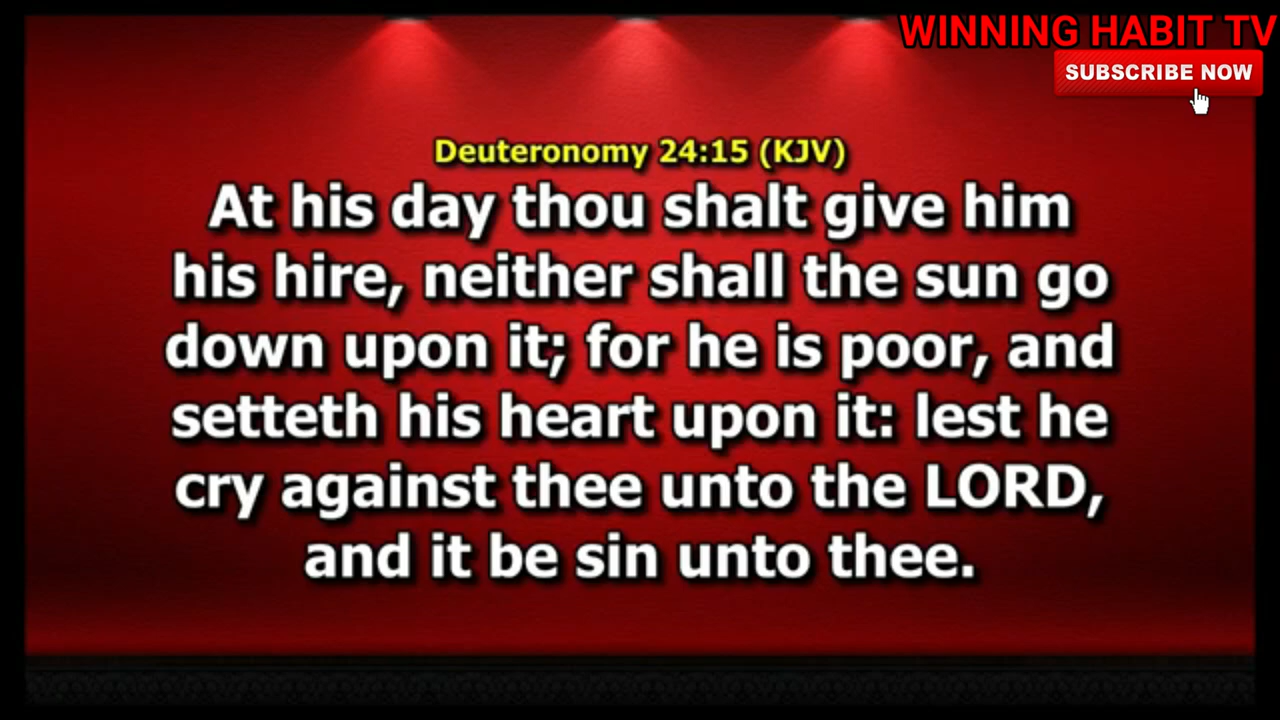 WINNING HABIT TV
SUBSCRIBE NOW
Deuteronomy 24:15 (KJV)
At his day thou shalt give him
his hire, neither shall the sun go
down upon it; for he is poor, and
setteth his heart upon it: lest he
cry against thee unto the LORD,
and it be sin unto thee.